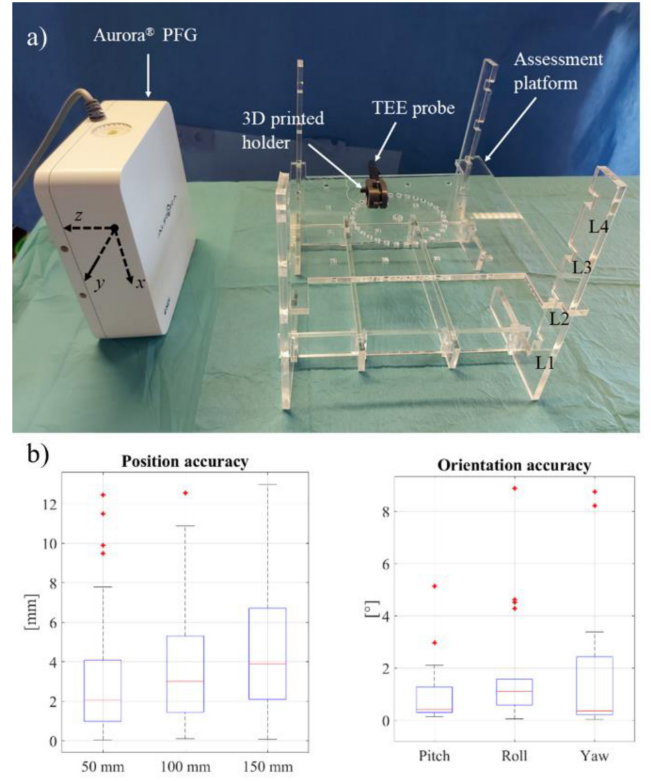 a)
Aurora® PFG
Assessment
platform
TEE probe
3D printed
holder
z
y
x
L4
L3
L2
L1
b)
Position accuracy
Orientation accuracy
[mm]
12
10
8
6
4
2
0
50 mm
100 mm
150 mm
[°]
8
6
4
2
0
Pitch
Roll
Yaw